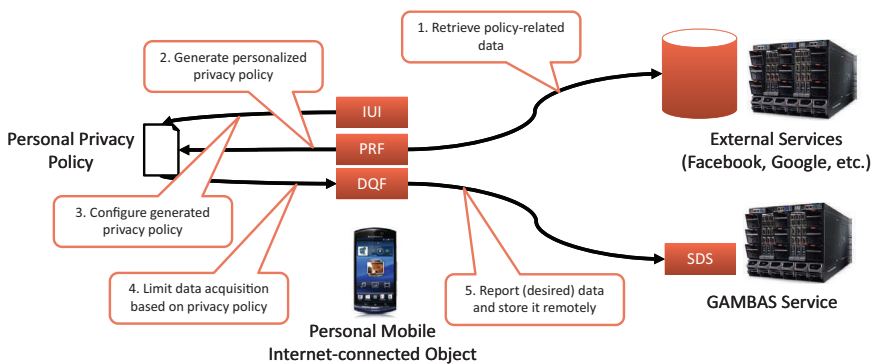 1. Retrieve policy-related
data
2. Generate personalized
privacy policy
IUI
Personal Privacy
Policy
PRF
External Services
(Facebook, Google, etc.)
DQF
3. Configure generated
privacy policy
SDS
4. Limit data acquisition
based on privacy policy
5. Report (desired) data
and store it remotely
GAMBAS Service
Personal Mobile
Internet-connected Object